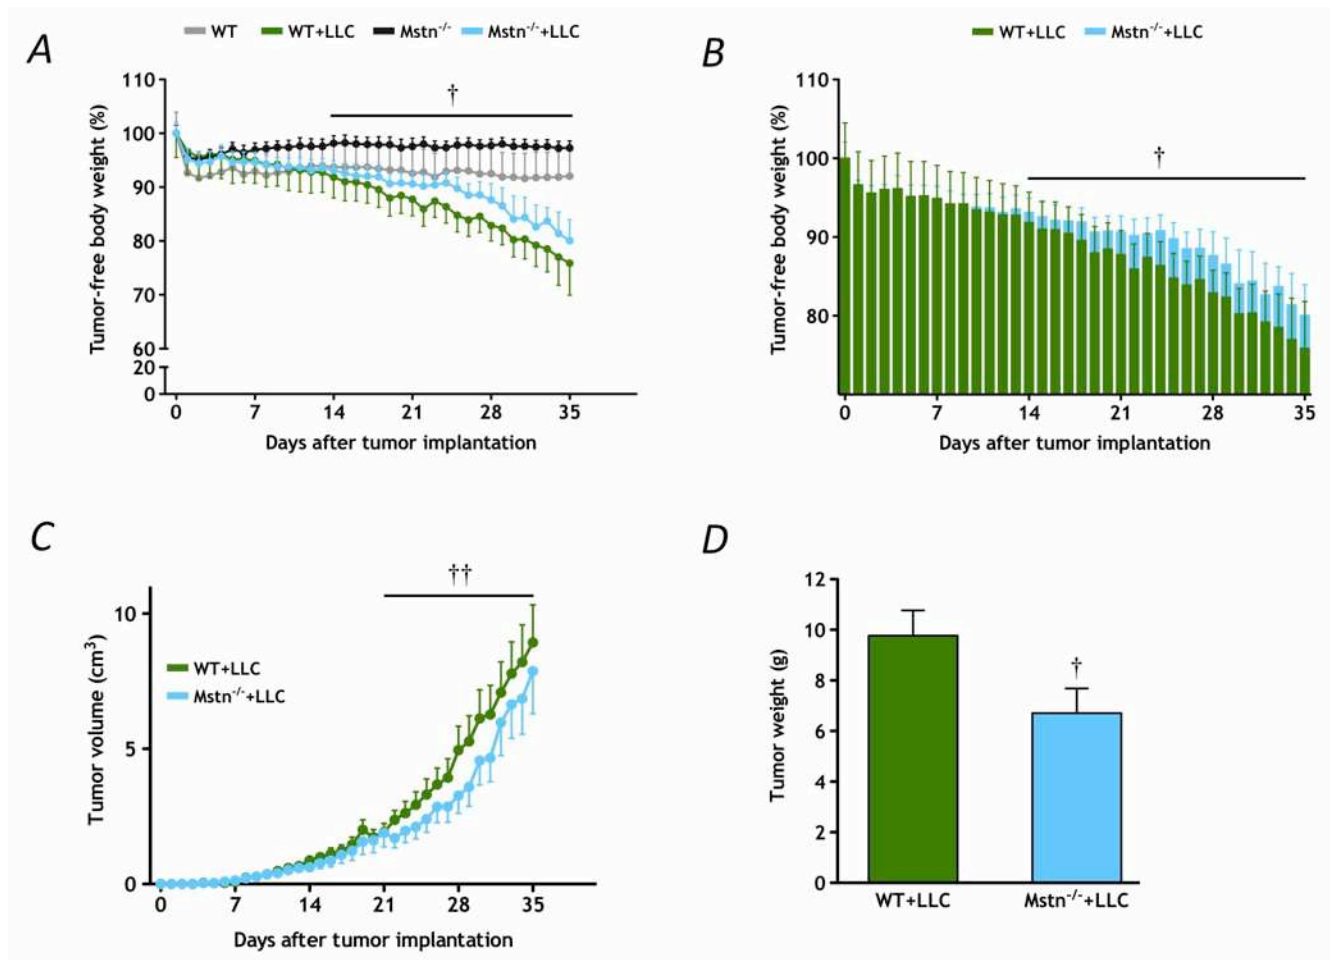 A
WT WT+LLC Mstn-/- Mstn-/-+LLC
†
Tumor-free body weight (%)
110
100
90
80
70
60
20
0
0 7 14 21 28 35
Days after tumor implantation
B
WT+LLC Mstn-/-+LLC
†
Tumor-free body weight (%)
110
100
90
80
0 7 14 21 28 35
Days after tumor implantation
C
††
WT+LLC
Mstn-/-+LLC
Tumor volume (cm3)
10
5
0
0 7 14 21 28 35
Days after tumor implantation
D
†
Tumor weight (g)
12
10
8
6
4
2
0
WT+LLC Mstn-/-+LLC